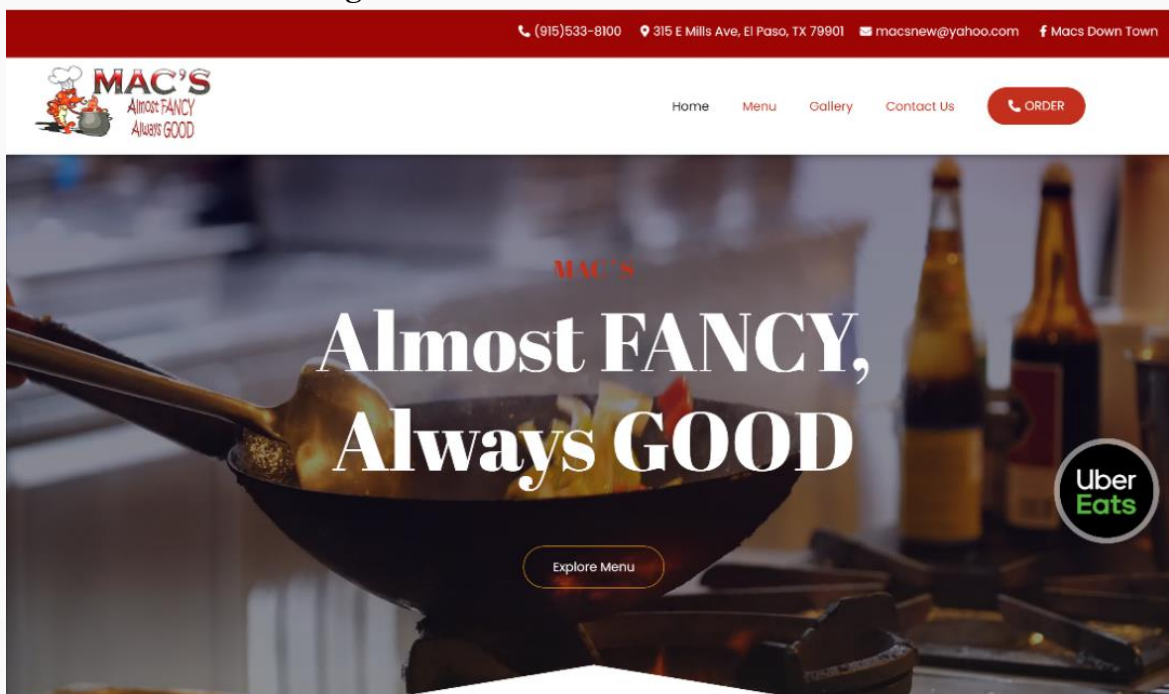 (915)533-8100 315 E Mills Ave, El Paso, TX 79901 macsnew@yahoo.com Macs Down Town
MAC'S
Almost FANCY
Always GOOD
Home Menu Gallery Contact Us ORDER
MAC'S
Almost FANCY,
Always GOOD
Uber
Eats
Explore Menu